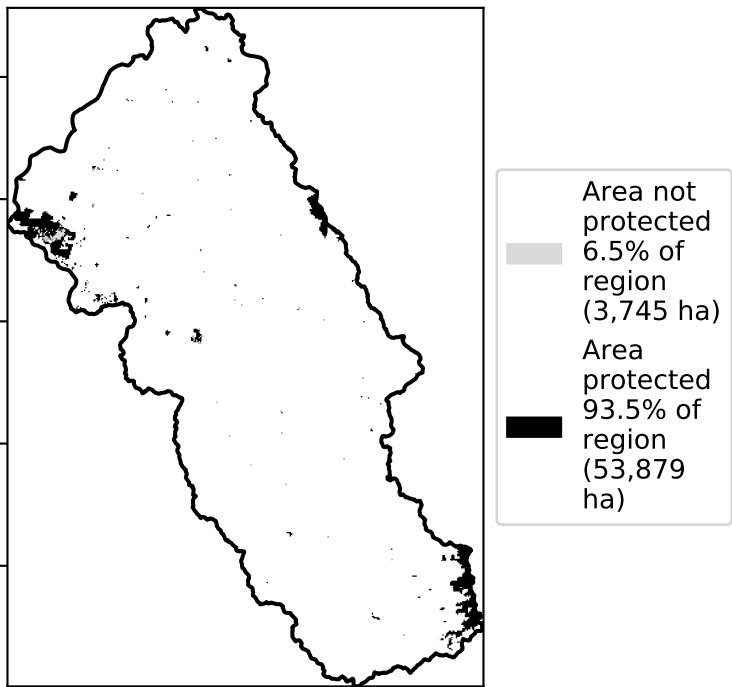 Area not
protected
6.5% of
region
(3,745 ha)
Area
protected
93.5% of
region
(53,879
ha)